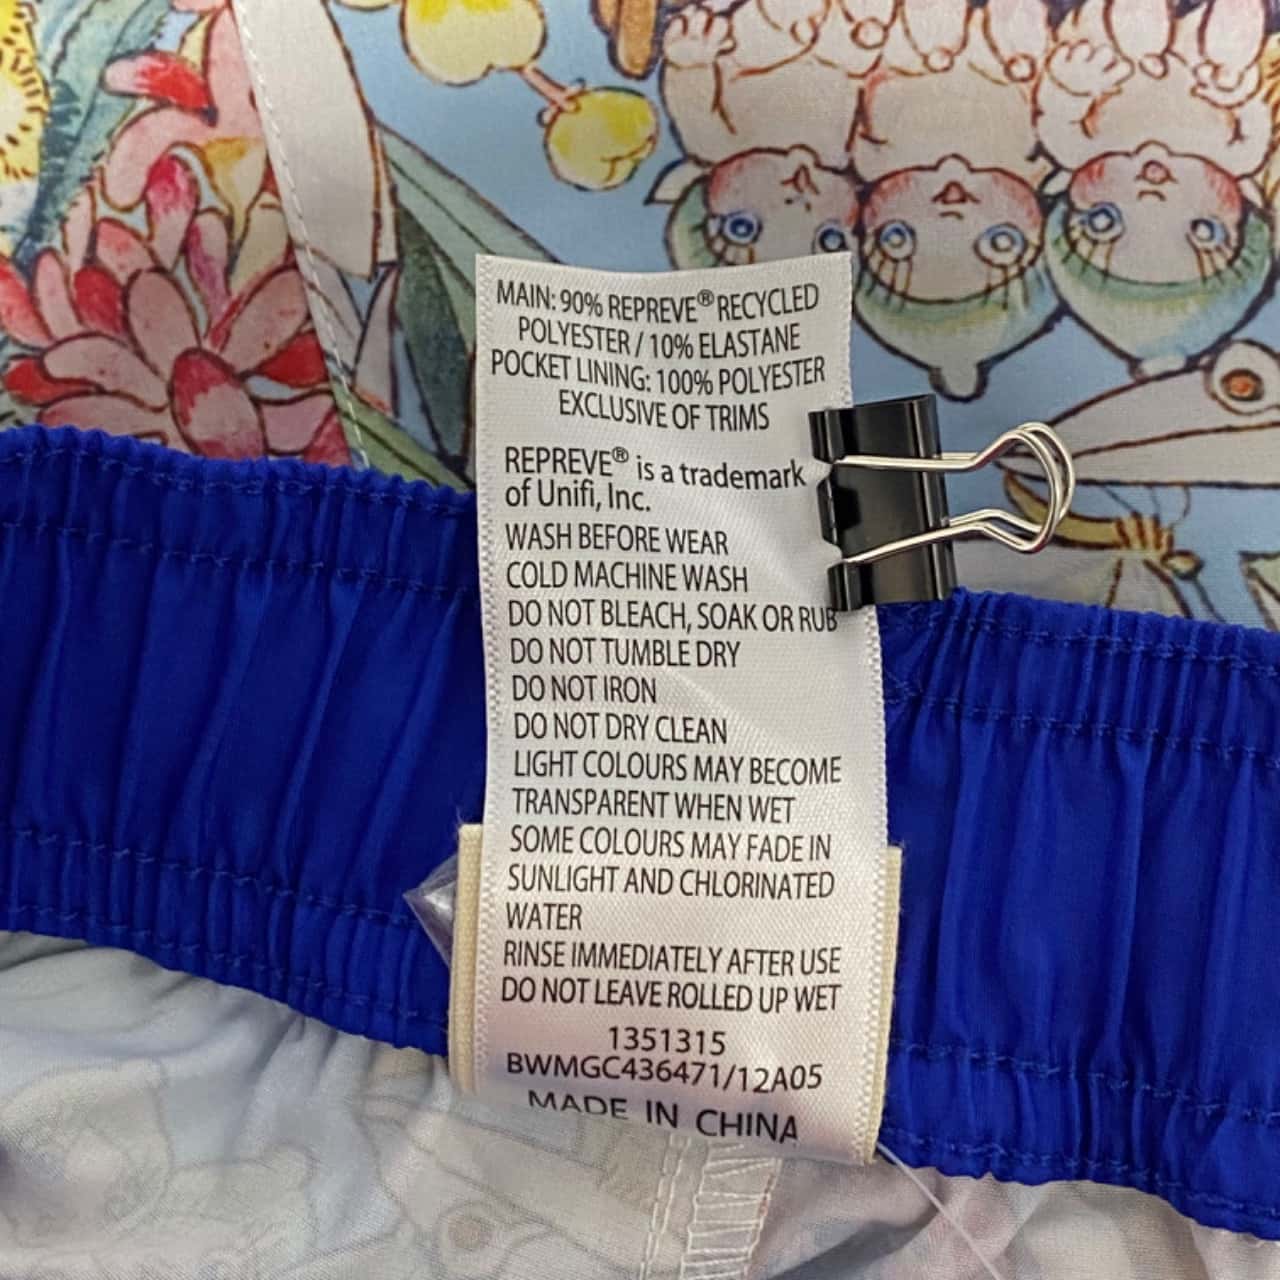 MAIN: 90% REPREVE® RECYCLED
POLYESTER / 10% ELASTANE
POCKET LINING: 100% POLYESTER
EXCLUSIVE OF TRIMS
REPREVE® is a trademark
of Unifi, Inc.
WASH BEFORE WEAR
COLD MACHINE WASH
DO NOT BLEACH, SOAK OR RUB
DO NOT TUMBLE DRY
DO NOT IRON
DO NOT DRY CLEAN
LIGHT COLOURS MAY BECOME
TRANSPARENT WHEN WET
SOME COLOURS MAY FADE IN
SUNLIGHT AND CHLORINATED
WATER
RINSE IMMEDIATELY AFTER USE
DO NOT LEAVE ROLLED UP WET
1351315
BWMGC436471/12A05
MADE IN CHINA